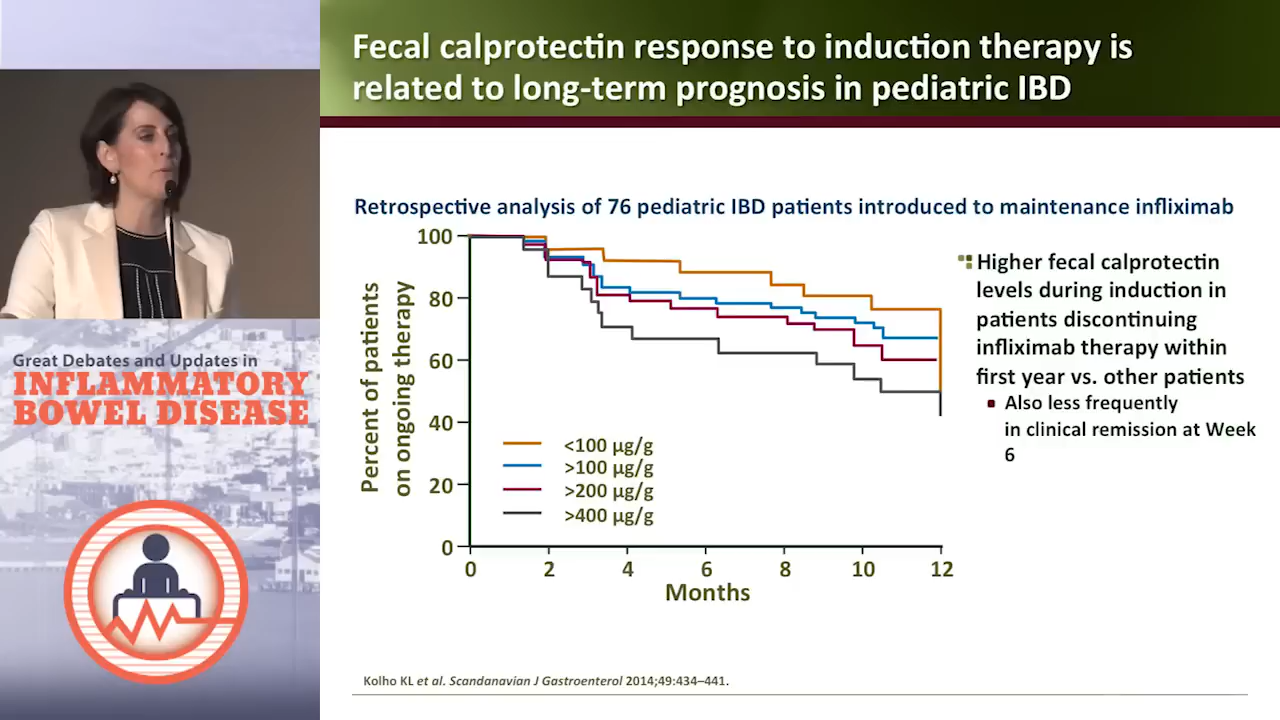 Fecal calprotectin response to induction therapy is
related to long-term prognosis in pediatric IBD
Great Debates and Updates in
INFLAMMATORY
BOWEL DISEASE
Retrospective analysis of 76 pediatric IBD patients introduced to maintenance infliximab
Percent of patients
on ongoing therapy
100
80
60
40
20
0
0 2 4 6 8 10 12
Months
<100 µg/g
>100 µg/g
>200 µg/g
>400 µg/g
Higher fecal calprotectin
levels during induction in
patients discontinuing
infliximab therapy within
first year vs. other patients
Also less frequently
in clinical remission at Week
6
Kolho KL et al. Scandanavian J Gastroenterol 2014;49:434–441.